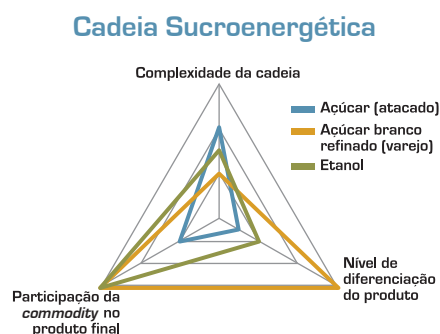 Cadeia Sucroenergética
Complexidade da cadeia
Açúcar (atacado)
Açúcar branco
refinado (varejo)
Etanol
Nível de
diferenciação
do produto
Participação da
commodity no
produto final